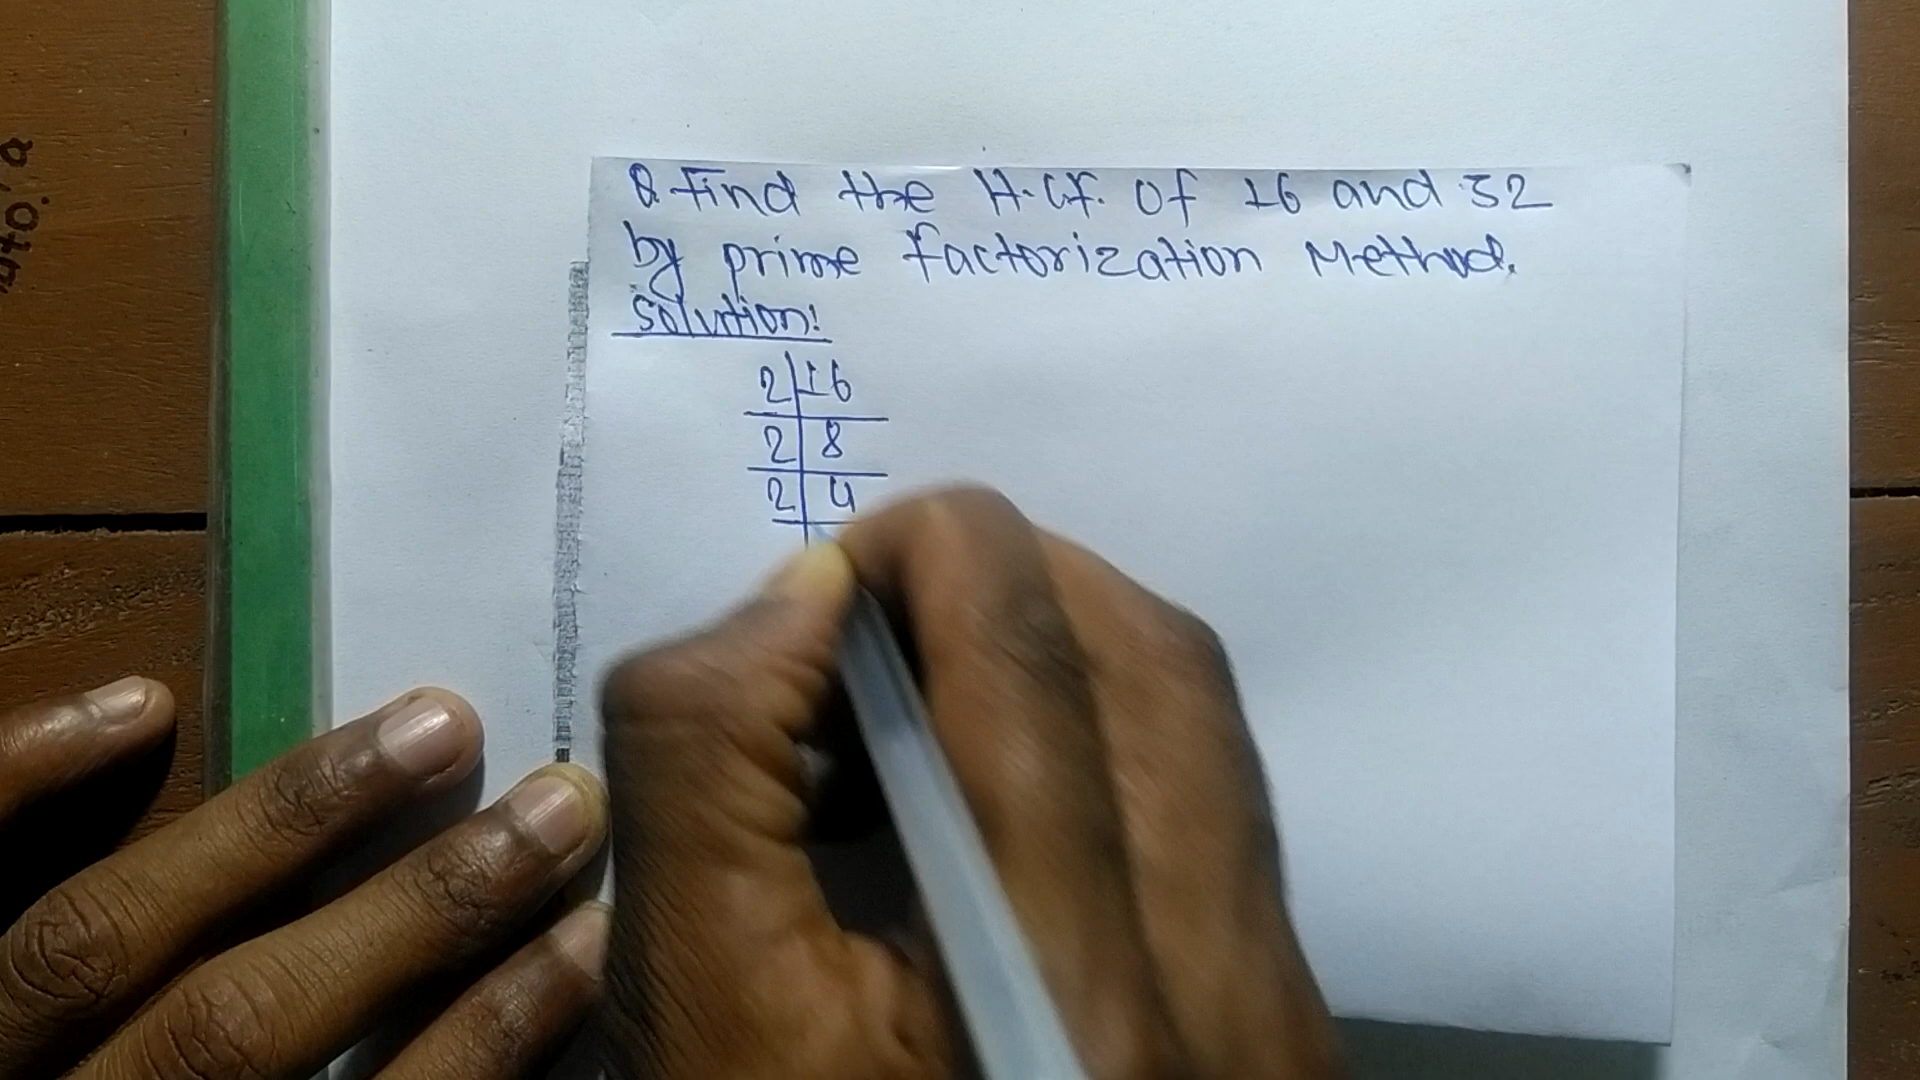 Q. Find the H.C.F. of 16 and 32
by prime factorization Method.
Solution:
2 16
2 8
2 4